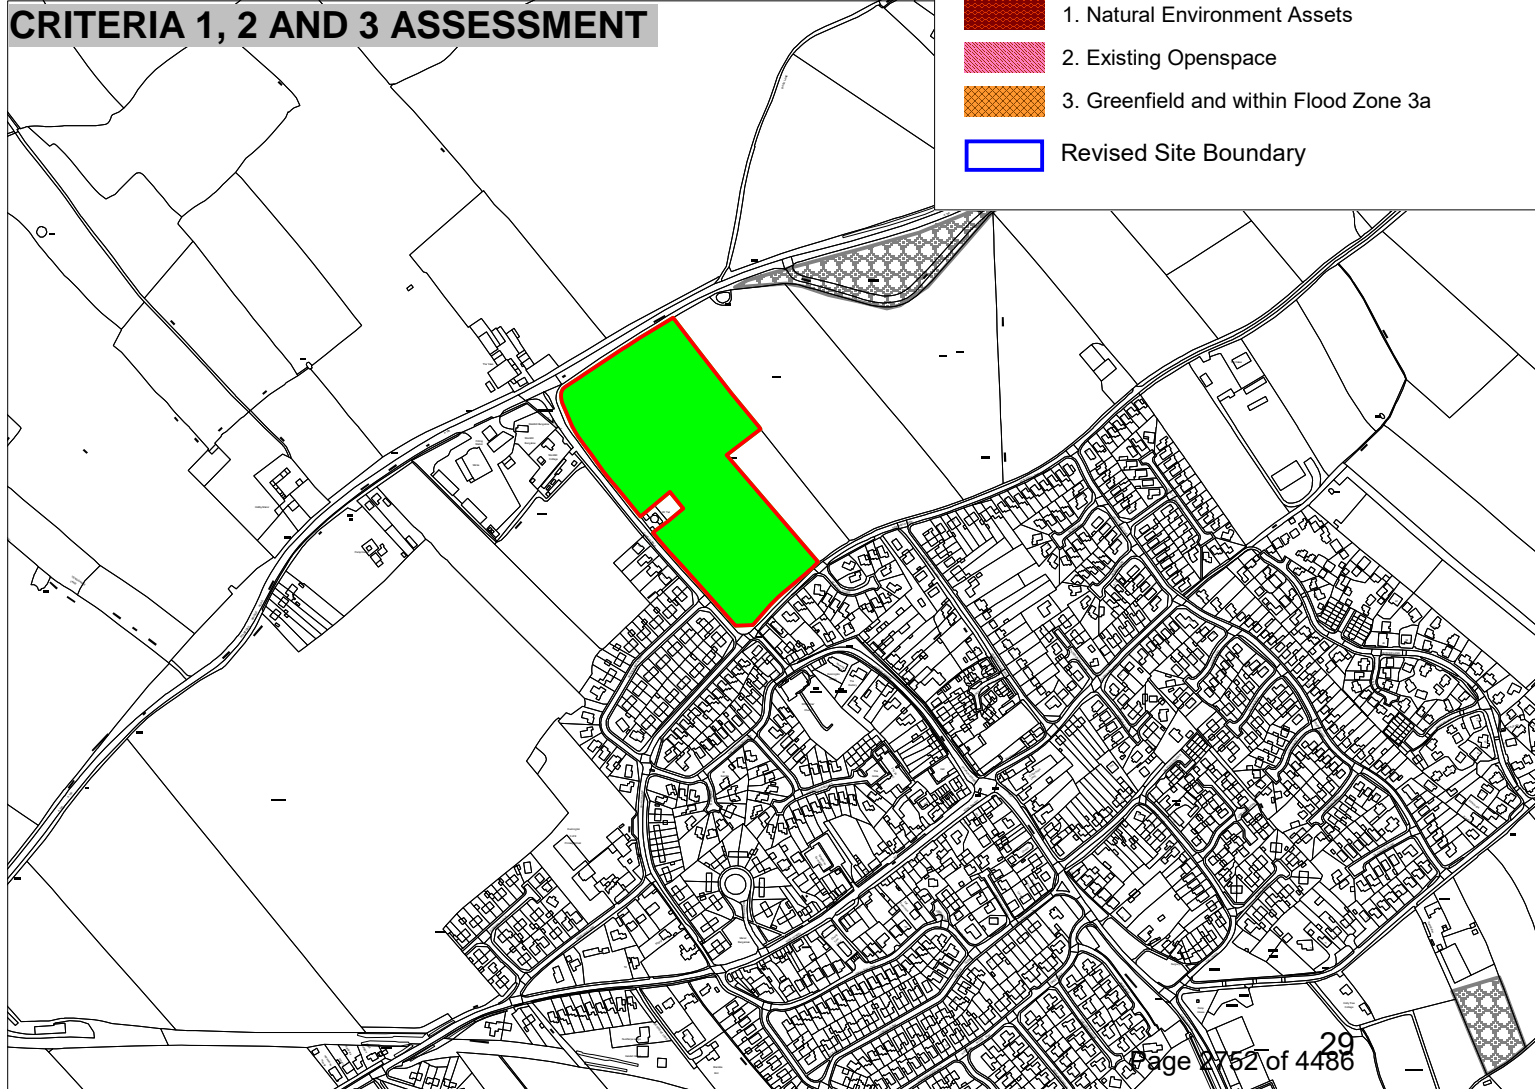 CRITERIA 1, 2 AND 3 ASSESSMENT
1. Natural Environment Assets
2. Existing Openspace
3. Greenfield and within Flood Zone 3a
Revised Site Boundary
29
Page 2752 of 4486